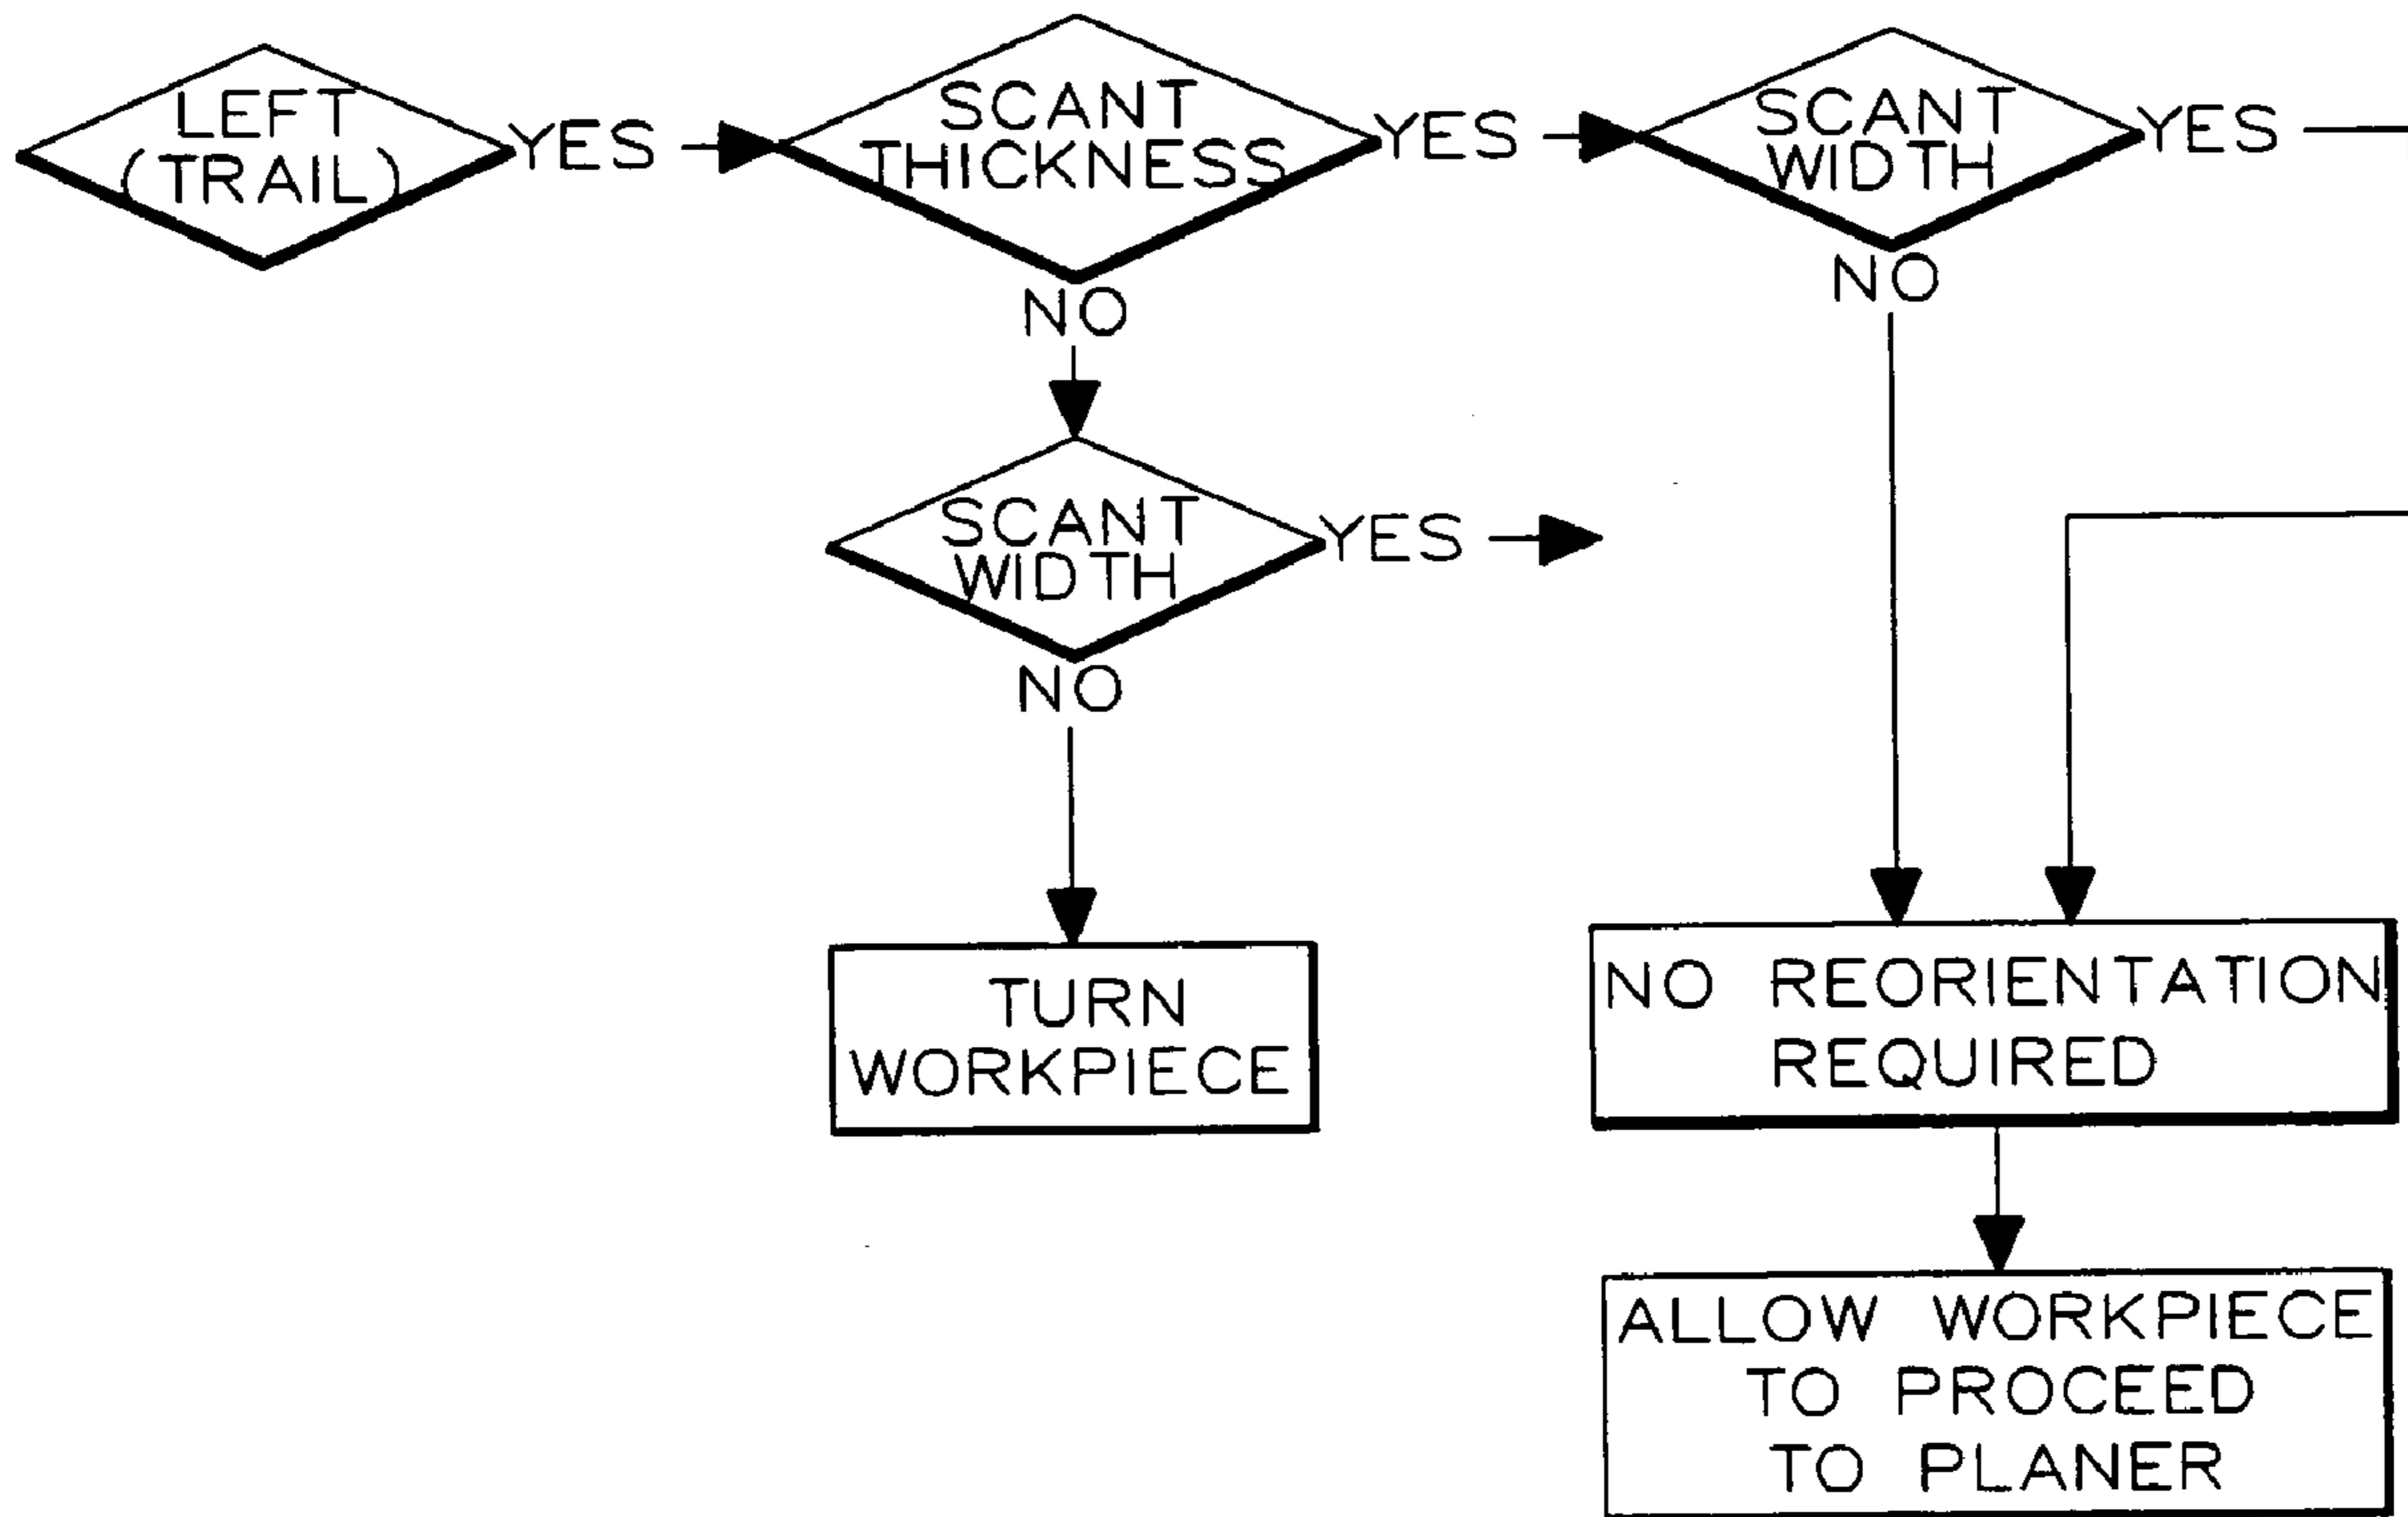 LEFT
(TRAIL)
YES
SCANT
THICKNESS
YES
SCANT
WIDTH
YES
NO
NO
SCANT
WIDTH
YES
NO
TURN
WORKPIECE
NO REORIENTATION
REQUIRED
ALLOW WORKPIECE
TO PROCEED
TO PLANER